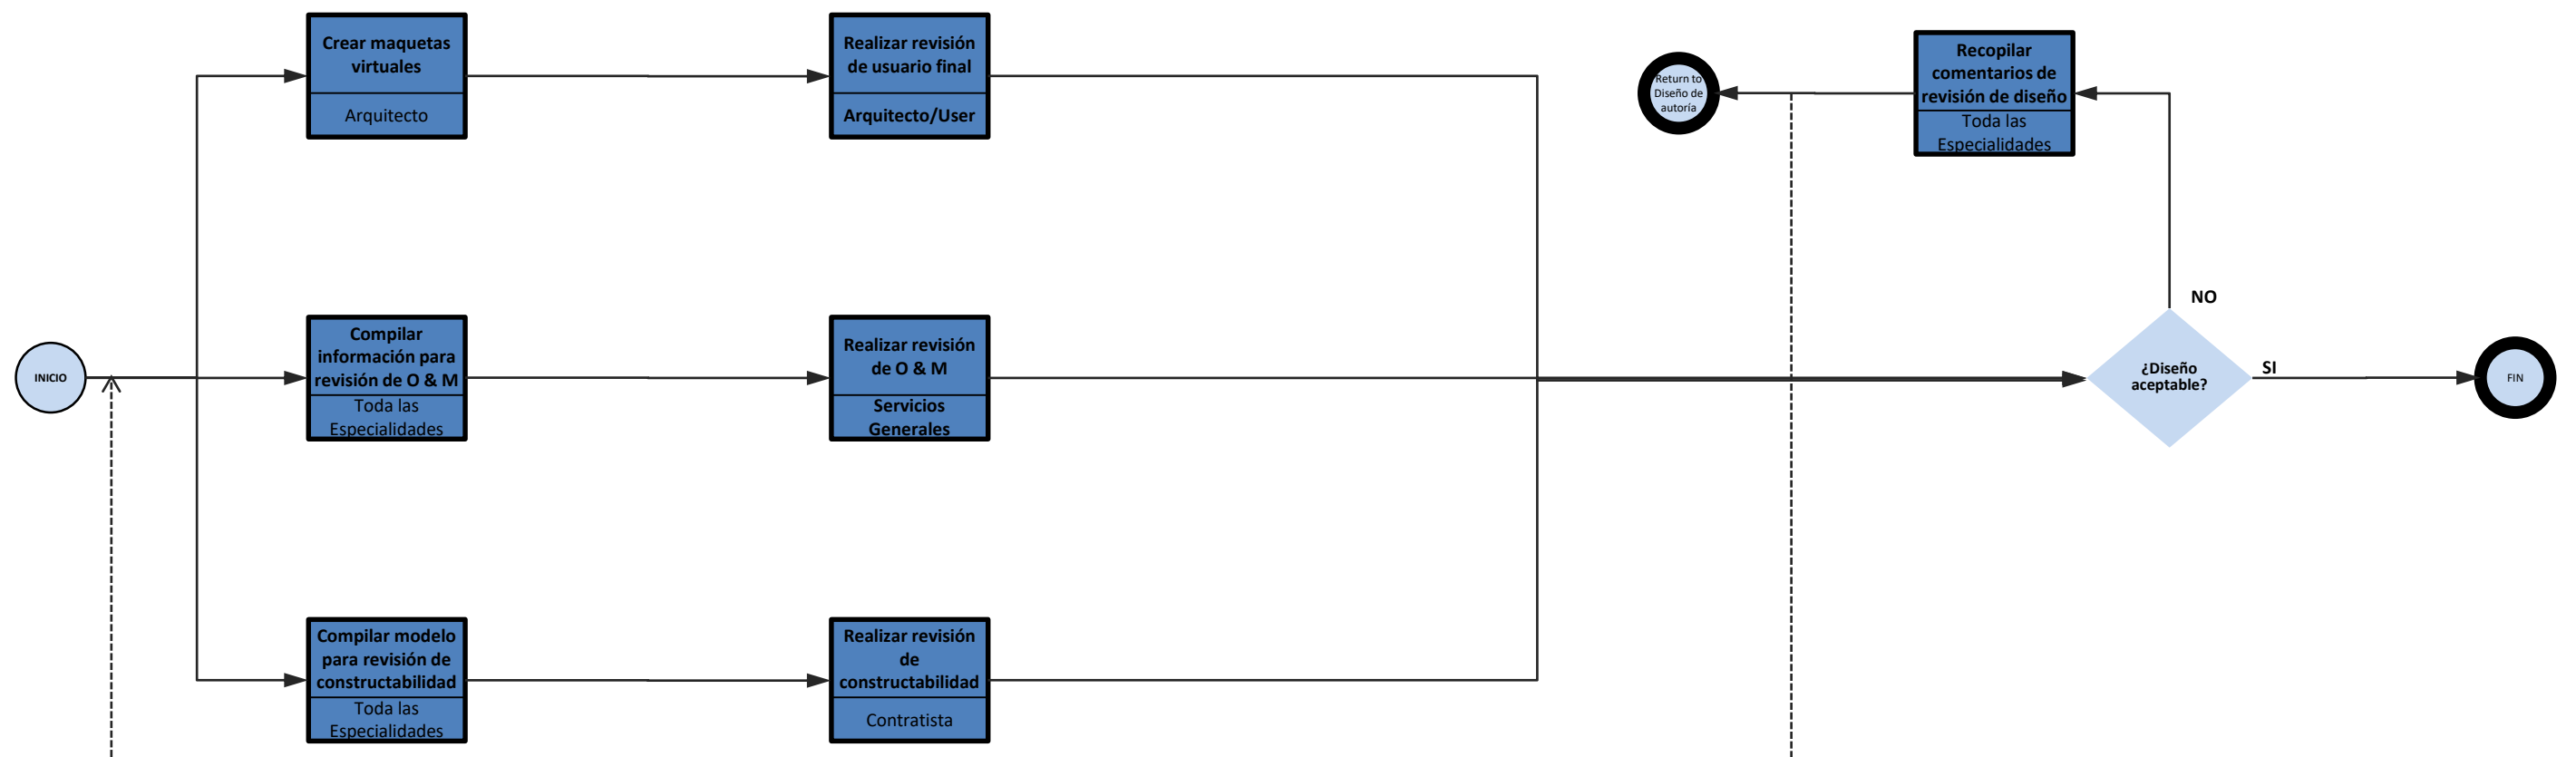 Crear maquetas
virtuales
Arquitecto
Realizar revisión
de usuario final
Arquitecto/User
Return to
Diseño de
autoría
Recopilar
comentarios de
revisión de diseño
Toda las
Especialidades
INICIO
Compilar
información para
revisión de O & M
Toda las
Especialidades
Realizar revisión
de O & M
Servicios
Generales
NO
¿Diseño
aceptable?
SI
FIN
Compilar modelo
para revisión de
constructabilidad
Toda las
Especialidades
Realizar revisión
de
constructabilidad
Contratista